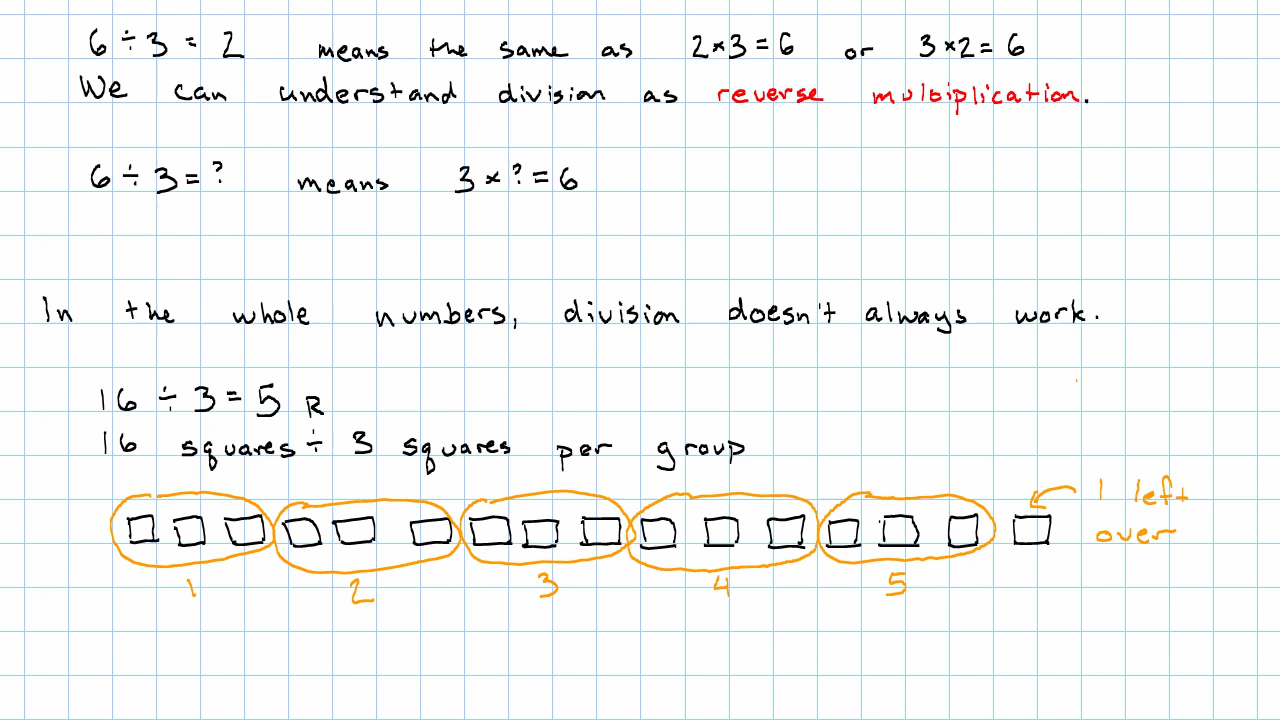 6 ÷ 3 = 2 means the same as 2×3=6 or 3×2=6
We can understand division as reverse multiplication.
6 ÷ 3 = ? means 3 × ? = 6
In the whole numbers, division doesn't always work.
16 ÷ 3 = 5 R
16 squares ÷ 3 squares per group
1 left
over
1 2 3 4 5